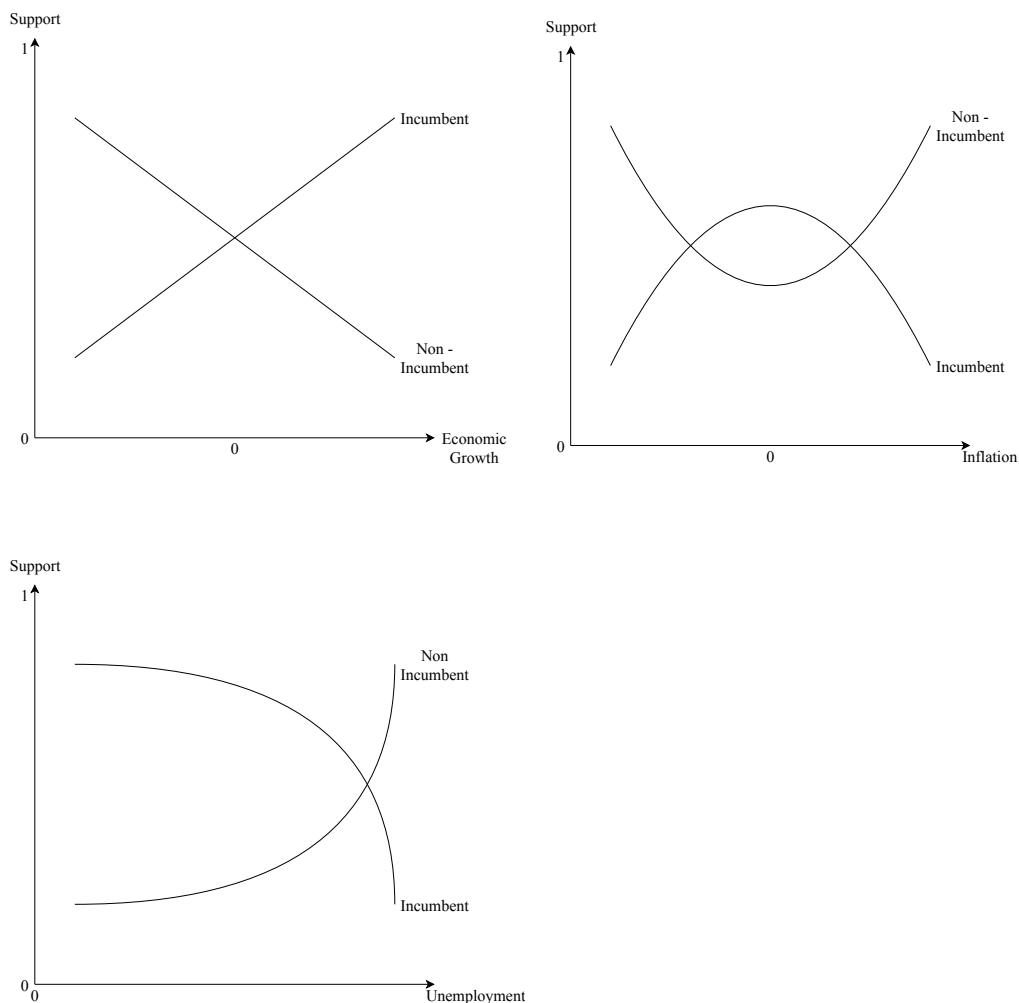 Support
1
Incumbent
Non -
Incumbent
0
0
Economic
Growth
Support
1
Non -
Incumbent
Incumbent
0
0
Inflation
Support
1
Non
Incumbent
Incumbent
0
0
Unemployment